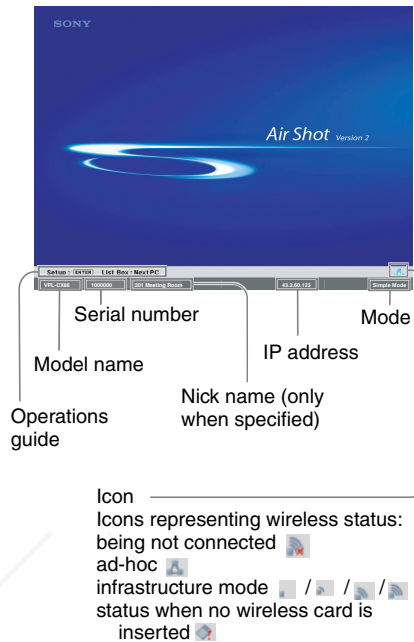 SONY
Air Shot Version 2
Setup : ENTER List Box : Next PC
VPL-CX86 1000000 201 Meeting Room 43.2.60.123 Simple Mode
Serial number
Mode
IP address
Model name
Nick name (only
when specified)
Operations
guide
Icon
Icons representing wireless status:
being not connected
ad-hoc
infrastructure mode / / /
status when no wireless card is
inserted